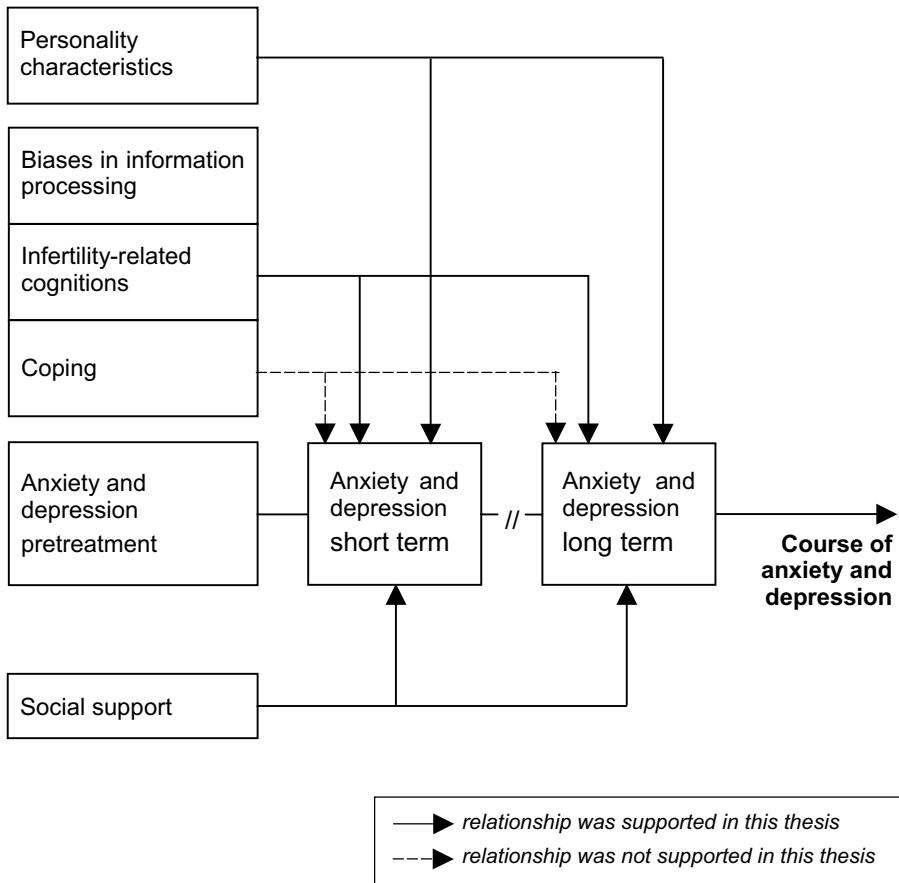 Personality
characteristics
Biases in information
processing
Infertility-related
cognitions
Coping
Anxiety and
depression
pretreatment
Anxiety and
depression
short term
//
Anxiety and
depression
long term
Course of
anxiety and
depression
Social support
relationship was supported in this thesis
relationship was not supported in this thesis